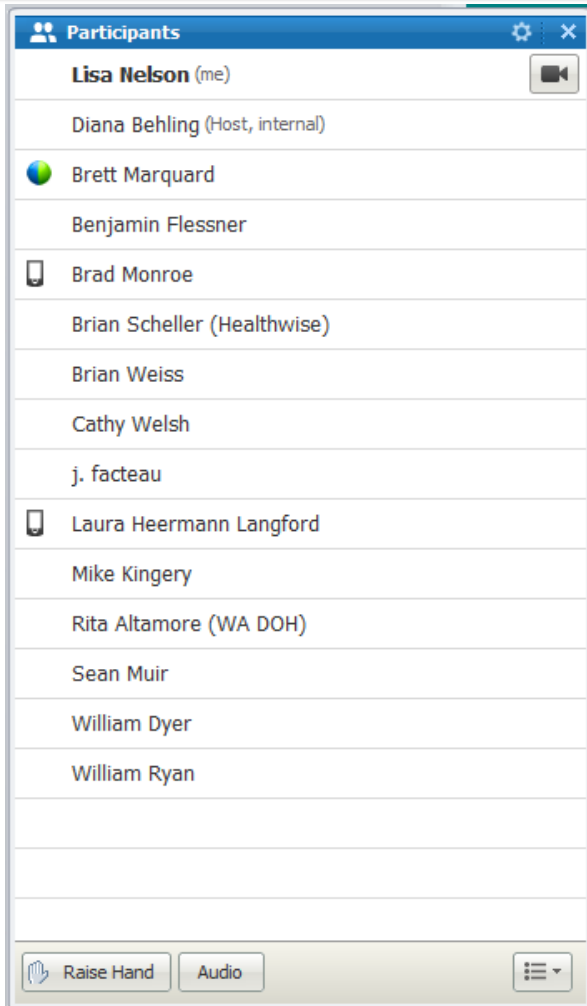 Participants
Lisa Nelson (me)
Diana Behling (Host, internal)
Brett Marquard
Benjamin Flessner
Brad Monroe
Brian Scheller (Healthwise)
Brian Weiss
Cathy Welsh
j. facteau
Laura Heermann Langford
Mike Kingery
Rita Altamore (WA DOH)
Sean Muir
William Dyer
William Ryan
Raise Hand Audio